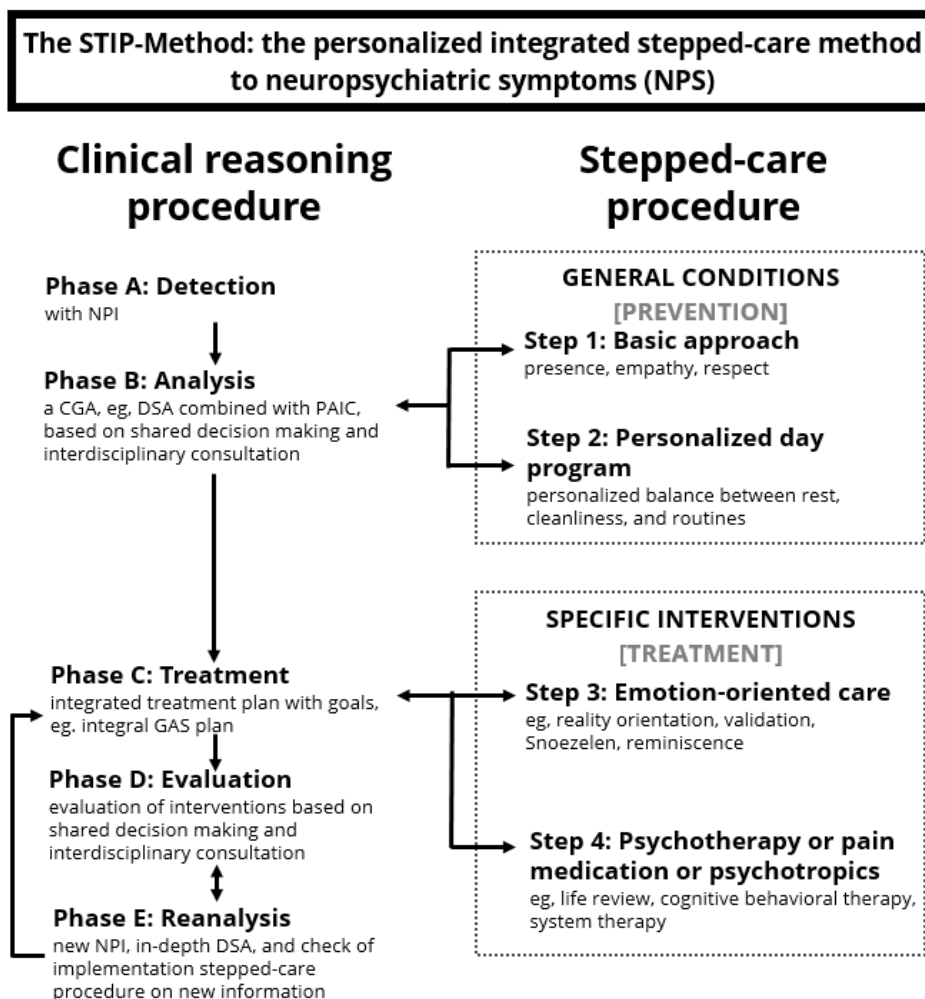 The STIP-Method: the personalized integrated stepped-care method
to neuropsychiatric symptoms (NPS)
Clinical reasoning
procedure
Phase A: Detection
with NPI
Phase B: Analysis
a CGA, eg, DSA combined with PAIC,
based on shared decision making and
interdisciplinary consultation
Phase C: Treatment
integrated treatment plan with goals,
eg. integral GAS plan
Phase D: Evaluation
evaluation of interventions based on
shared decision making and
interdisciplinary consultation
Phase E: Reanalysis
new NPI, in-depth DSA, and check of
implementation stepped-care
procedure on new information
Stepped-care
procedure
GENERAL CONDITIONS
[PREVENTION]
Step 1: Basic approach
presence, empathy, respect
Step 2: Personalized day
program
personalized balance between rest,
cleanliness, and routines
SPECIFIC INTERVENTIONS
[TREATMENT]
Step 3: Emotion-oriented care
eg, reality orientation, validation,
Snoezelen, reminiscence
Step 4: Psychotherapy or pain
medication or psychotropics
eg, life review, cognitive behavioral therapy,
system therapy